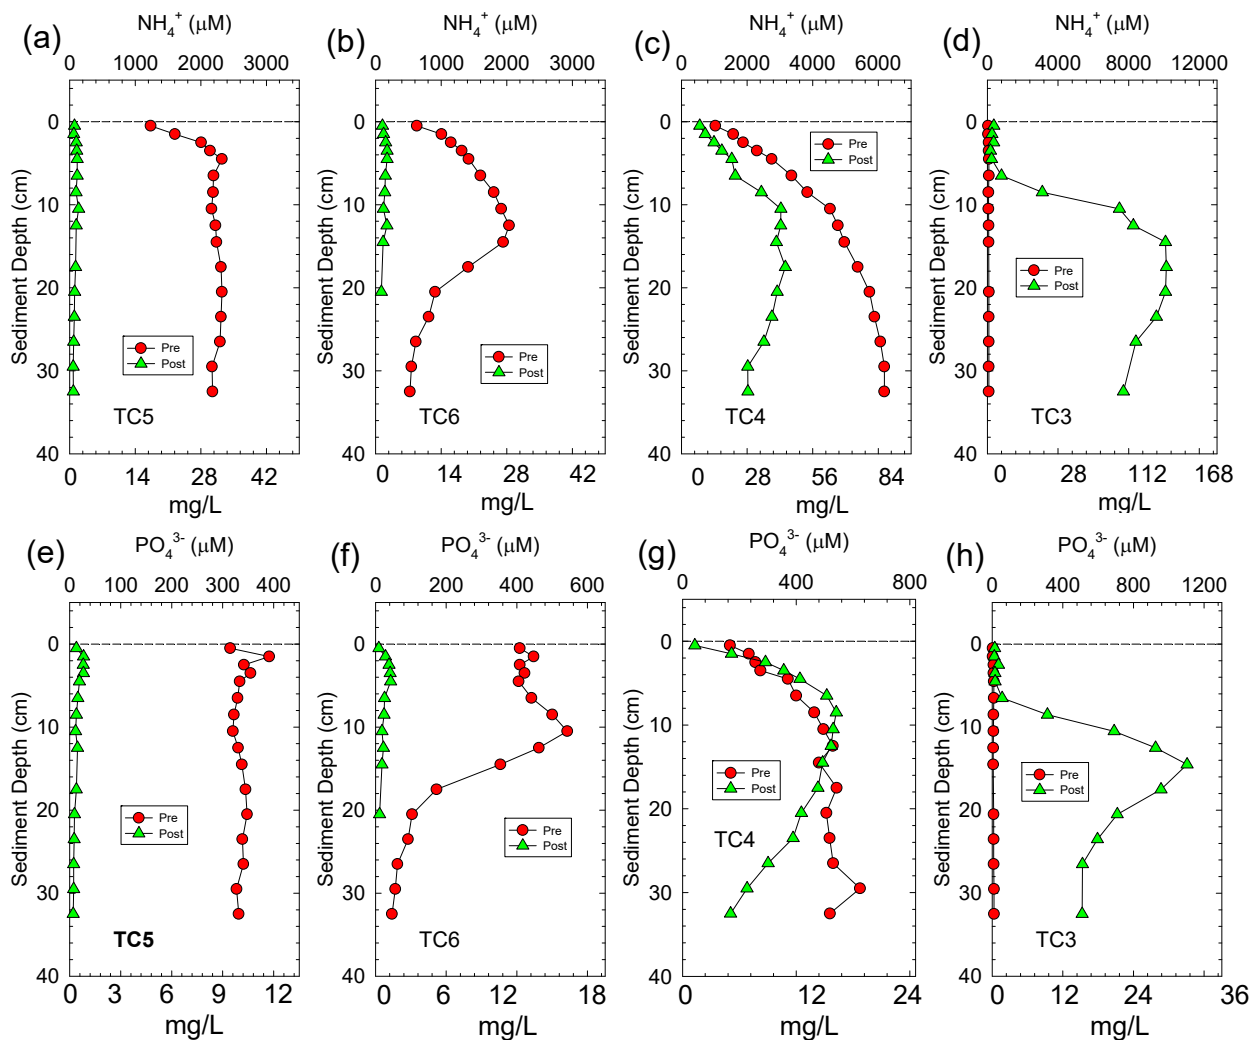 (a) NH4+ (μM)
0 1000 2000 3000
Sediment Depth (cm)
0
10
20
30
40
Pre
Post
TC5
0 14 28 42
mg/L
(b) NH4+ (μM)
0 1000 2000 3000
Sediment Depth (cm)
0
10
20
30
40
Pre
Post
TC6
0 14 28 42
mg/L
(c) NH4+ (μM)
0 2000 4000 6000
Sediment Depth (cm)
0
10
20
30
40
Pre
Post
TC4
0 28 56 84
mg/L
(d) NH4+ (μM)
0 4000 8000 12000
Sediment Depth (cm)
0
10
20
30
40
Pre
Post
TC3
0 28 112 168
mg/L
(e) PO43- (μM)
0 100 200 300 400
Sediment Depth (cm)
0
10
20
30
40
Pre
Post
TC5
0 3 6 9 12
mg/L
(f) PO43- (μM)
0 200 400 600
Sediment Depth (cm)
0
10
20
30
40
Pre
Post
TC6
0 6 12 18
mg/L
(g) PO43- (μM)
0 400 800
Sediment Depth (cm)
0
10
20
30
40
Pre
Post
TC4
0 12 24
mg/L
(h) PO43- (μM)
0 400 800 1200
Sediment Depth (cm)
0
10
20
30
40
Pre
Post
TC3
0 12 24 36
mg/L